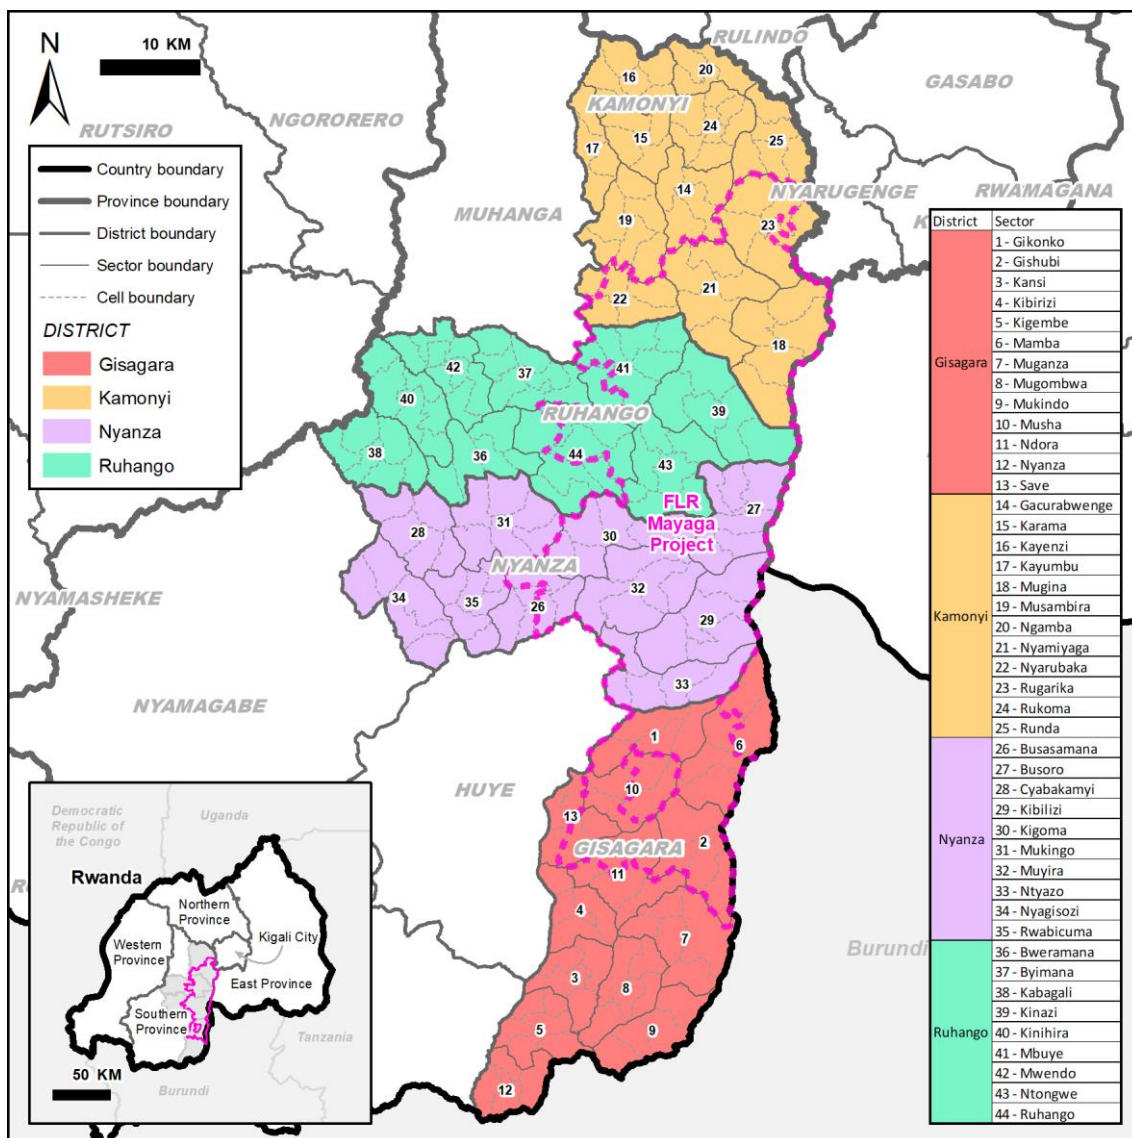 N
10 KM
Country boundary
Province boundary
District boundary
Sector boundary
Cell boundary
DISTRICT
Gisagara
Kamonyi
Nyanza
Ruhango
RULINDO
GASABO
NGORORERO
RUTSIRO
KAMONYI
NYARUGENGE
RWAMAGANA
MUHANGA
RUHANGO
NYANZA
NYAMASHEKE
NYAMAGABE
HUYE
GISAGARA
Burundi
FLR
Mayaga
Project
16
20
24
25
17
15
14
19
23
21
22
18
42
37
41
40
39
38
36
44
43
27
28
31
30
34
35
26
32
29
33
1
6
10
13
2
11
4
7
3
8
5
9
12
District Sector
Gisagara
1 - Gikonko
2 - Gishubi
3 - Kansi
4 - Kibirizi
5 - Kigembe
6 - Mamba
7 - Muganza
8 - Mugombwa
9 - Mukindo
10 - Musha
11 - Ndora
12 - Nyanza
13 - Save
Kamonyi
14 - Gacurabwenge
15 - Karama
16 - Kayenzi
17 - Kayumbu
18 - Mugina
19 - Musambira
20 - Ngamba
21 - Nyamiyaga
22 - Nyarubaka
23 - Rugarika
24 - Rukoma
25 - Runda
Nyanza
26 - Busasamana
27 - Busoro
28 - Cyabakamyi
29 - Kibilizi
30 - Kigoma
31 - Mukingo
32 - Muyira
33 - Ntyazo
34 - Nyagisozi
35 - Rwabicuma
Ruhango
36 - Bweramana
37 - Byimana
38 - Kabagali
39 - Kinazi
40 - Kinihira
41 - Mbuye
42 - Mwendo
43 - Ntongwe
44 - Ruhango
Democratic
Republic of
the Congo
Uganda
Rwanda
Northern
Province
Western
Province
Kigali City
East Province
Southern
Province
Tanzania
Burundi
50 KM